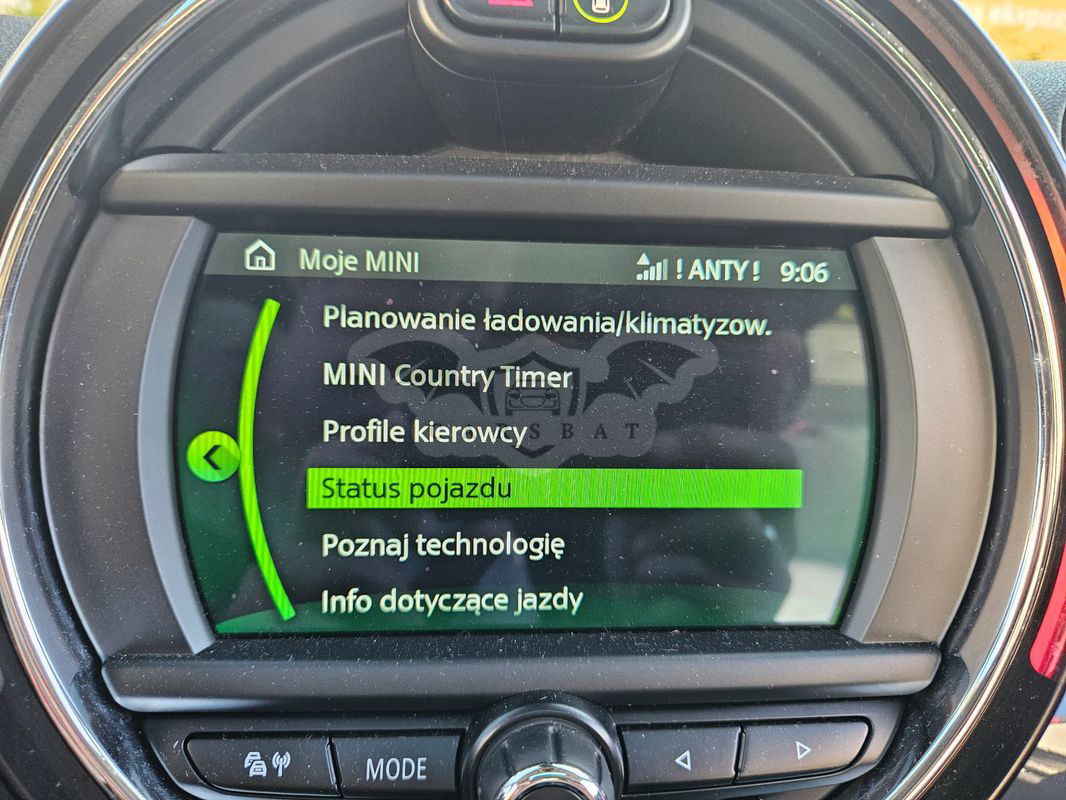 Moje MINI
! ANTY ! 9:06
Planowanie ładowania/klimatyzow.
MINI Country Timer
Profile kierowcy
Status pojazdu
Poznaj technologię
Info dotyczące jazdy
MODE